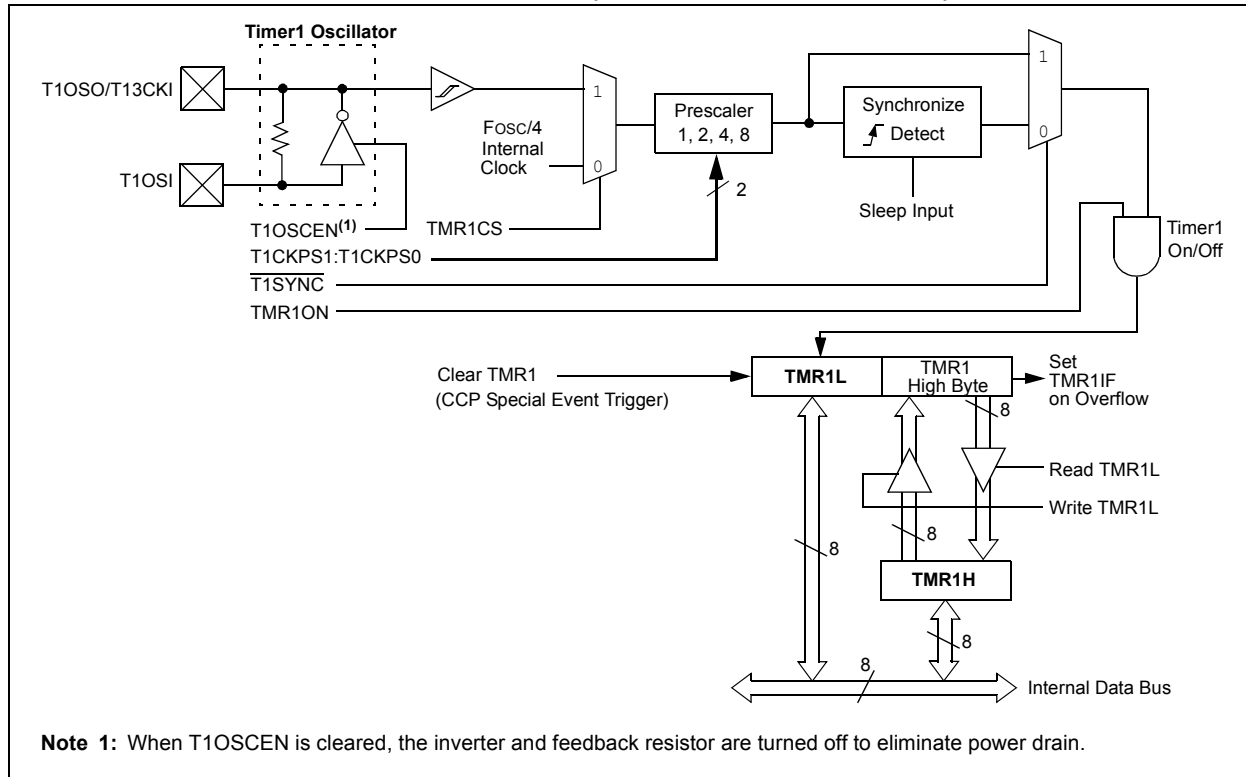 Timer1 Oscillator
T1OSO/T13CKI
T1OSI
1
0
FOSC/4
Internal
Clock
Prescaler
1, 2, 4, 8
2
Synchronize
Detect
1
0
Sleep Input
T1OSCEN(1)
TMR1CS
T1CKPS1:T1CKPS0
T1SYNC
TMR1ON
Timer1
On/Off
Clear TMR1
(CCP Special Event Trigger)
TMR1L
TMR1
High Byte
Set
TMR1IF
on Overflow
8
Read TMR1L
Write TMR1L
8
8
TMR1H
8
8
Internal Data Bus
Note 1: When T1OSCEN is cleared, the inverter and feedback resistor are turned off to eliminate power drain.